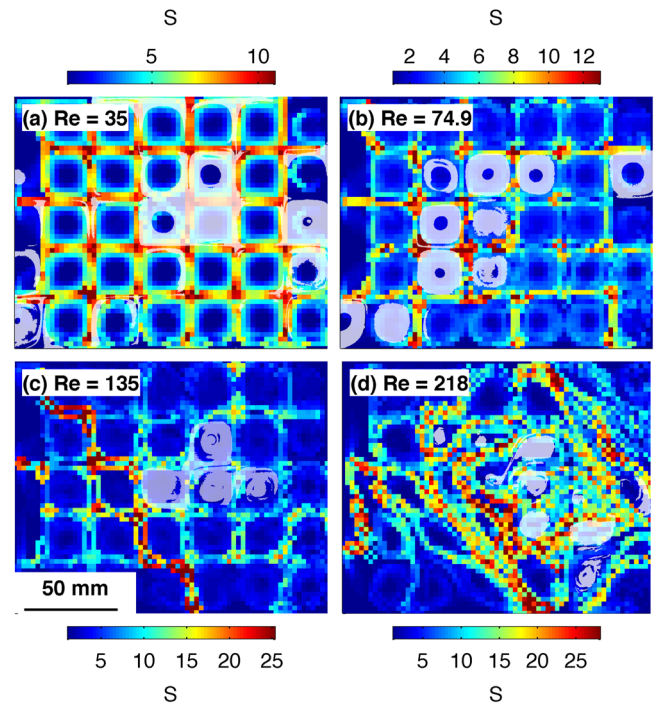 S S
5 10 2 4 6 8 10 12
(a) Re = 35 (b) Re = 74.9
(c) Re = 135 (d) Re = 218
50 mm
5 10 15 20 25 5 10 15 20 25
S S